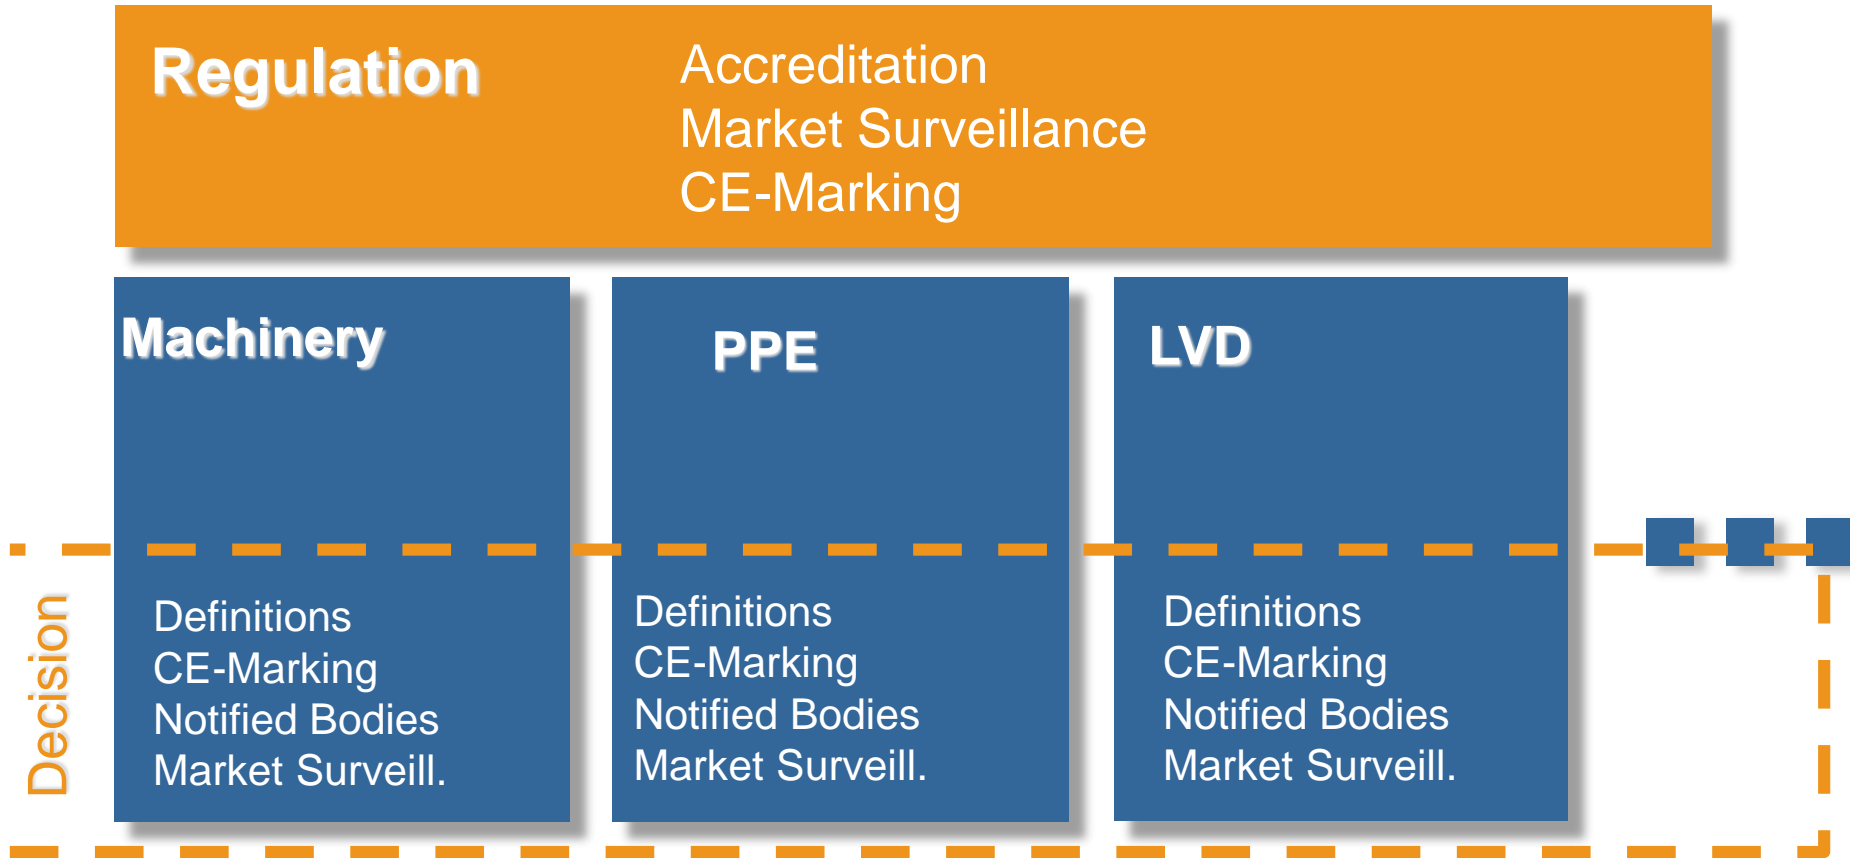 Regulation
Accreditation
Market Surveillance
CE-Marking
Machinery
PPE
LVD
Decision
Definitions
CE-Marking
Notified Bodies
Market Surveill.
Definitions
CE-Marking
Notified Bodies
Market Surveill.
Definitions
CE-Marking
Notified Bodies
Market Surveill.